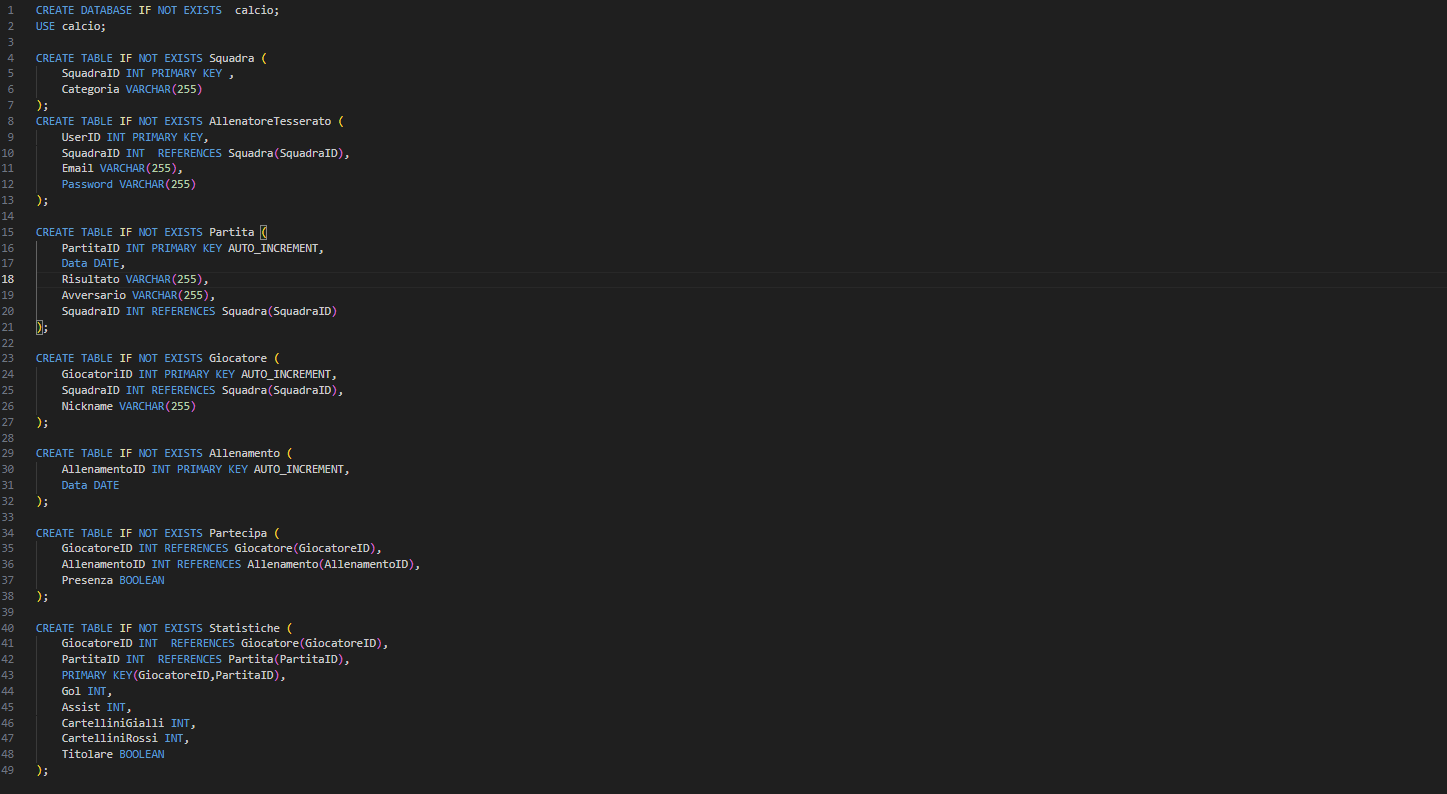 1 CREATE DATABASE IF NOT EXISTS  calcio;
2 USE calcio;
3
4 CREATE TABLE IF NOT EXISTS Squadra (
5     SquadraID INT PRIMARY KEY ,
6     Categoria VARCHAR(255)
7 );
8 CREATE TABLE IF NOT EXISTS AllenatoreTesserato (
9     UserID INT PRIMARY KEY,
10     SquadraID INT  REFERENCES Squadra(SquadraID),
11     Email VARCHAR(255),
12     Password VARCHAR(255)
13 );
14
15 CREATE TABLE IF NOT EXISTS Partita (
16     PartitaID INT PRIMARY KEY AUTO_INCREMENT,
17     Data DATE,
18     Risultato VARCHAR(255),
19     Avversario VARCHAR(255),
20     SquadraID INT REFERENCES Squadra(SquadraID)
21 );
22
23 CREATE TABLE IF NOT EXISTS Giocatore (
24     GiocatoriID INT PRIMARY KEY AUTO_INCREMENT,
25     SquadraID INT REFERENCES Squadra(SquadraID),
26     Nickname VARCHAR(255)
27 );
28
29 CREATE TABLE IF NOT EXISTS Allenamento (
30     AllenamentoID INT PRIMARY KEY AUTO_INCREMENT,
31     Data DATE
32 );
33
34 CREATE TABLE IF NOT EXISTS Partecipa (
35     GiocatoreID INT REFERENCES Giocatore(GiocatoreID),
36     AllenamentoID INT REFERENCES Allenamento(AllenamentoID),
37     Presenza BOOLEAN
38 );
39
40 CREATE TABLE IF NOT EXISTS Statistiche (
41     GiocatoreID INT  REFERENCES Giocatore(GiocatoreID),
42     PartitaID INT  REFERENCES Partita(PartitaID),
43     PRIMARY KEY(GiocatoreID,PartitaID),
44     Gol INT,
45     Assist INT,
46     CartelliniGialli INT,
47     CartelliniRossi INT,
48     Titolare BOOLEAN
49 );